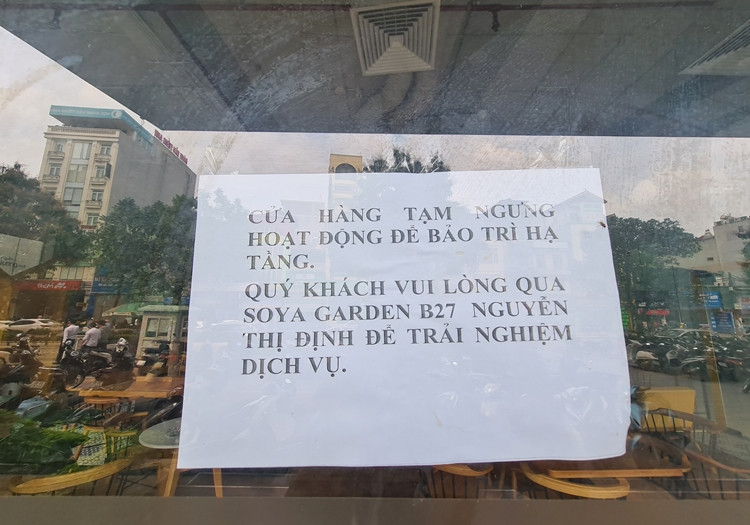 CỬA HÀNG TẠM NGƯNG
HOẠT ĐỘNG ĐỂ BẢO TRÌ HẠ
TẦNG.
QUÝ KHÁCH VUI LÒNG QUA
SOYA GARDEN B27 NGUYỄN
THỊ ĐỊNH ĐỂ TRẢI NGHIỆM
DỊCH VỤ.